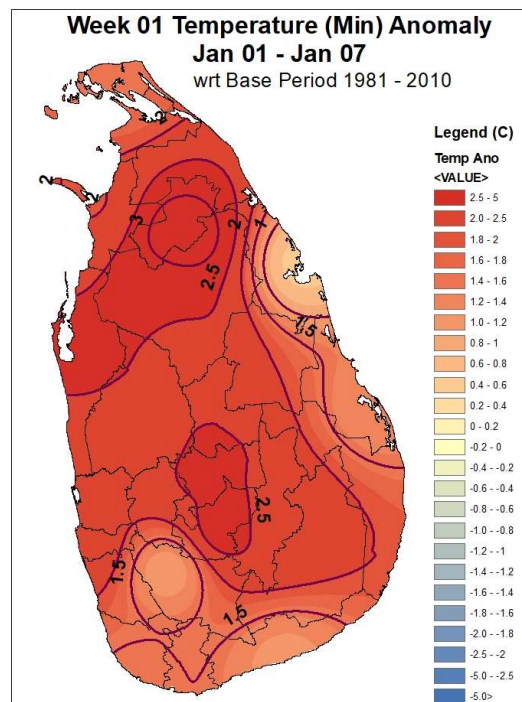 Week 01 Temperature (Min) Anomaly
Jan 01 - Jan 07
wrt Base Period 1981 - 2010
Legend (C)
Temp Ano
<VALUE>
2.5 - 5
2.0 - 2.5
1.8 - 2
1.6 - 1.8
1.4 - 1.6
1.2 - 1.4
1.0 - 1.2
0.8 - 1
0.6 - 0.8
0.4 - 0.6
0.2 - 0.4
0 - 0.2
-0.2 - 0
-0.4 - -0.2
-0.6 - -0.4
-0.8 - -0.6
-1.0 - -0.8
-1.2 - -1
-1.4 - -1.2
-1.6 - -1.4
-1.8 - -1.6
-2.0 - -1.8
-2.5 - -2
-5.0 - -2.5
-5.0>
2
2
2
3
2
1
2.5
1.5
2.5
1.5
1.5